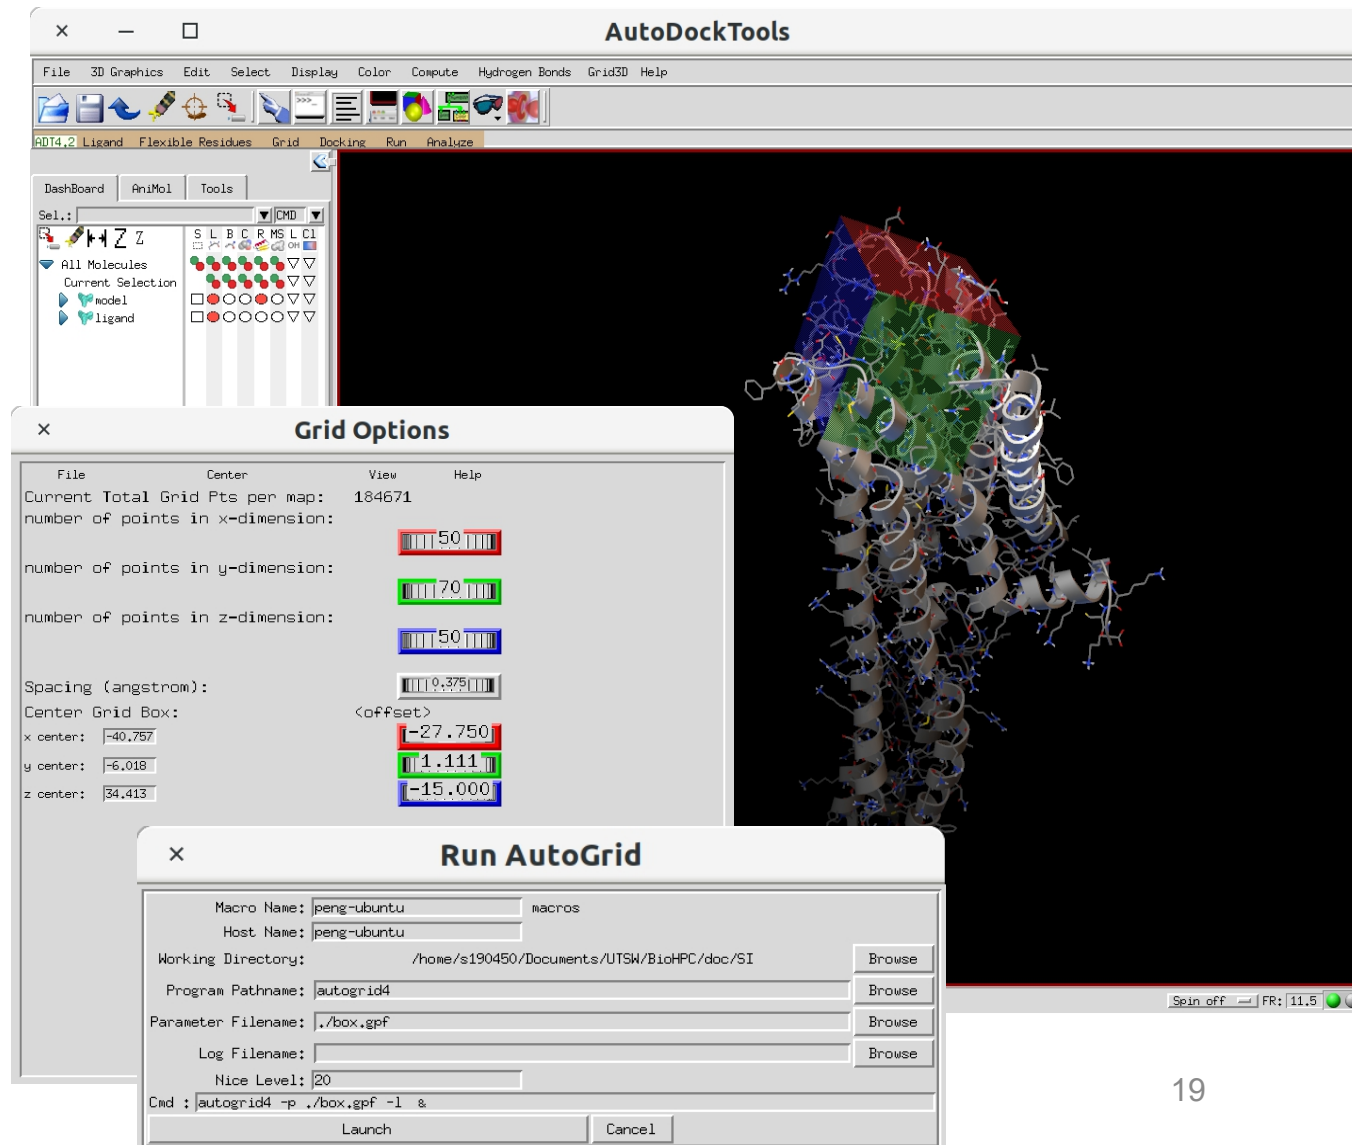 AutoDockTools
File 3D Graphics Edit Select Display Color Compute Hydrogen Bonds Grid3D Help
ADT4.2 Ligand Flexible Residues Grid Docking Run Analyze
DashBoard AniMol Tools
Sel.: CMD
S L B C R MS L Cl
All Molecules
Current Selection
model
ligand
Grid Options
File Center View Help
Current Total Grid Pts per map: 184671
number of points in x-dimension:
50
number of points in y-dimension:
70
number of points in z-dimension:
50
Spacing (angstrom): 0.375
Center Grid Box: <offset>
x center: -40.757 -27.750
y center: -6.018 1.111
z center: 34.413 -15.000
Run AutoGrid
Macro Name: peng-ubuntu macros
Host Name: peng-ubuntu
Working Directory: /home/s190450/Documents/UTSW/BioHPC/doc/SI Browse
Program Pathname: autogrid4 Browse
Parameter Filename: ./box.gpf Browse
Log Filename: Browse
Nice Level: 20
Cmd : autogrid4 -p ./box.gpf -l &
Launch Cancel
Spin off FR: 11.5
19